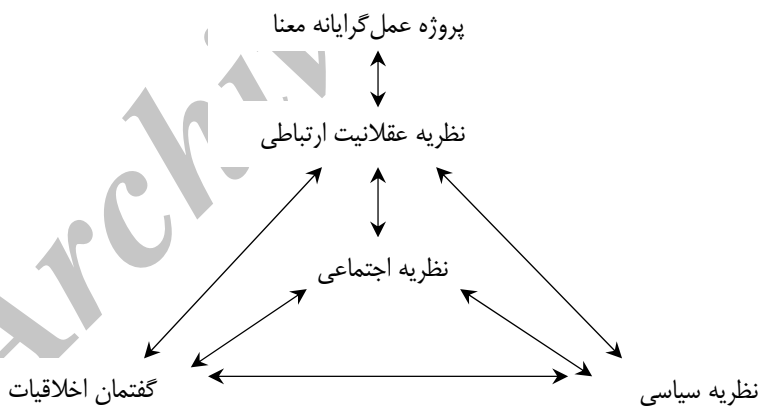 پروژه عمل‌گرایانه معنا
نظریه عقلانیت ارتباطی
نظریه اجتماعی
نظریه سیاسی
گفتمان اخلاقیات